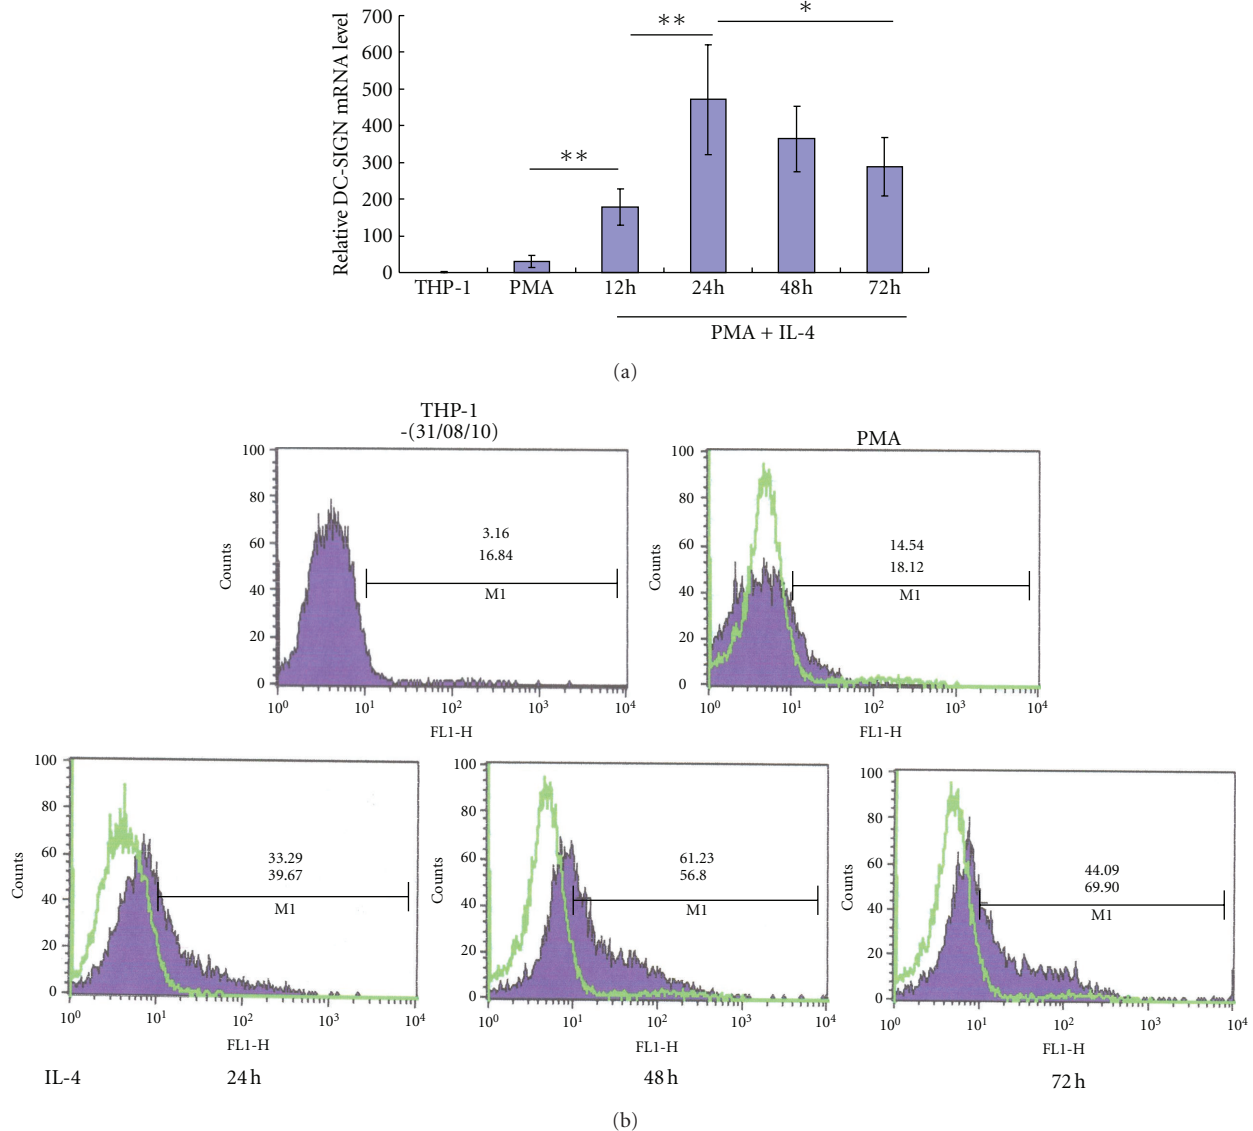 Relative DC-SIGN mRNA level
700
600
500
400
300
200
100
0
**
**
*
THP-1 PMA 12h 24h 48h 72h
PMA + IL-4
(a)
THP-1
-(31/08/10)
100
80
60
40
20
0
Counts
3.16
16.84
M1
10⁰ 10¹ 10² 10³ 10⁴
FL1-H
PMA
100
80
60
40
20
0
Counts
14.54
18.12
M1
10⁰ 10¹ 10² 10³ 10⁴
FL1-H
100
80
60
40
20
0
Counts
33.29
39.67
M1
10⁰ 10¹ 10² 10³ 10⁴
FL1-H
100
80
60
40
20
0
Counts
61.23
56.8
M1
10⁰ 10¹ 10² 10³ 10⁴
FL1-H
100
80
60
40
20
0
Counts
44.09
69.90
M1
10⁰ 10¹ 10² 10³ 10⁴
FL1-H
IL-4 24 h 48 h 72 h
(b)